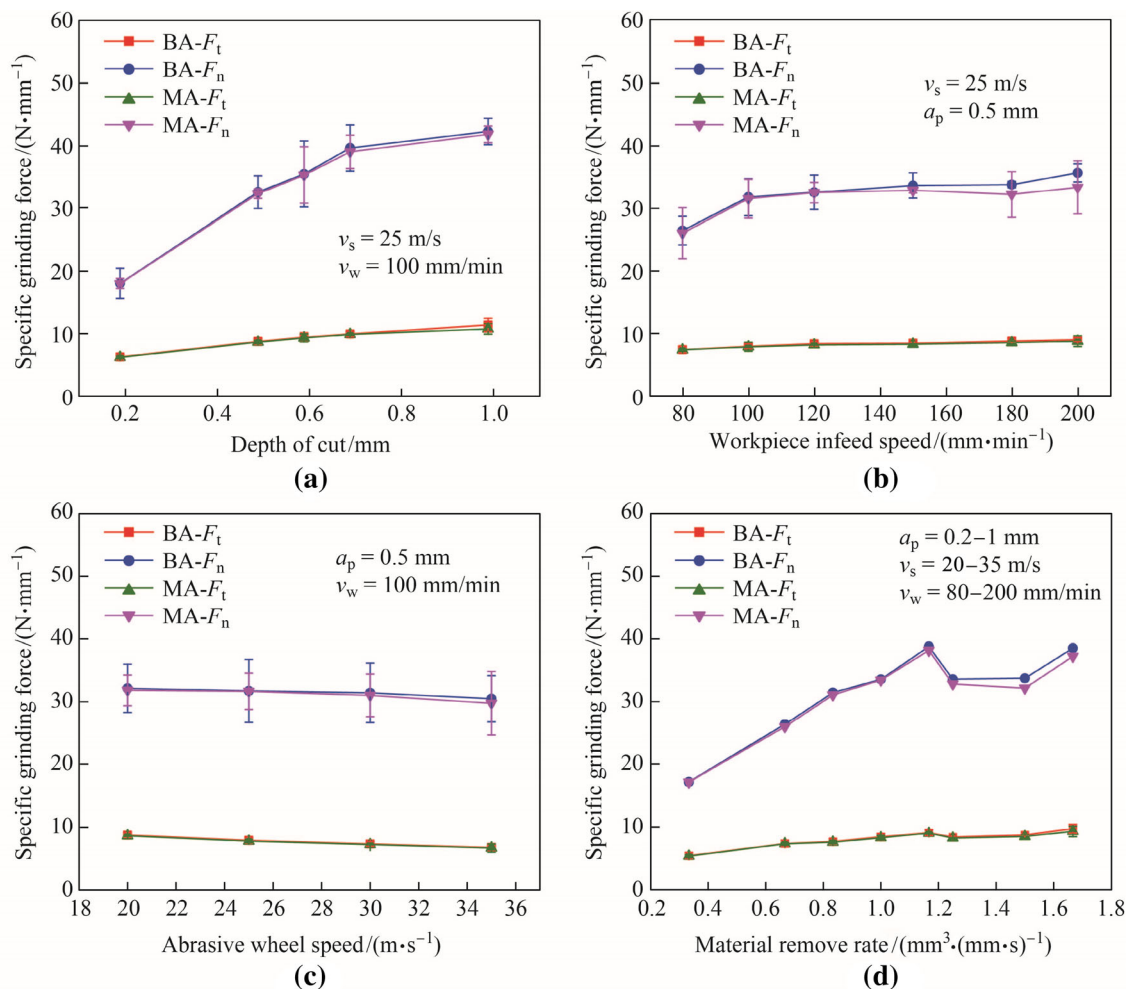 60
50
40
30
20
10
0
Specific grinding force/(N•mm⁻¹)
BA-Fₜ
BA-Fₙ
MA-Fₜ
MA-Fₙ
vₛ = 25 m/s
v_w = 100 mm/min
0.2 0.4 0.6 0.8 1.0
Depth of cut/mm
(a)
60
50
40
30
20
10
0
Specific grinding force/(N•mm⁻¹)
BA-Fₜ
BA-Fₙ
MA-Fₜ
MA-Fₙ
vₛ = 25 m/s
aₚ = 0.5 mm
80 100 120 140 160 180 200
Workpiece infeed speed/(mm•min⁻¹)
(b)
60
50
40
30
20
10
0
Specific grinding force/(N•mm⁻¹)
BA-Fₜ
BA-Fₙ
MA-Fₜ
MA-Fₙ
aₚ = 0.5 mm
v_w = 100 mm/min
18 20 22 24 26 28 30 32 34 36
Abrasive wheel speed/(m•s⁻¹)
(c)
60
50
40
30
20
10
0
Specific grinding force/(N•mm⁻¹)
BA-Fₜ
BA-Fₙ
MA-Fₜ
MA-Fₙ
aₚ = 0.2–1 mm
vₛ = 20–35 m/s
v_w = 80–200 mm/min
0.2 0.4 0.6 0.8 1.0 1.2 1.4 1.6 1.8
Material remove rate/(mm³•(mm•s)⁻¹)
(d)